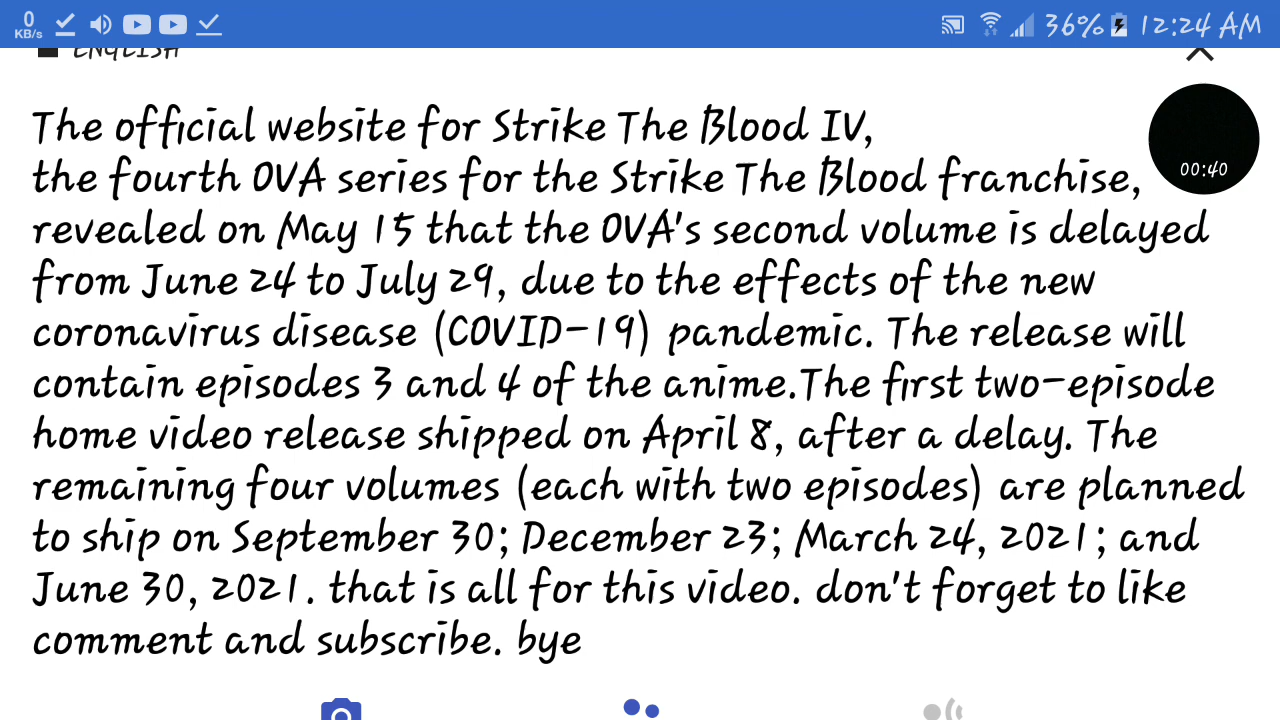 0 KB/s 36% 12:24 AM
ENGLISH
The official website for Strike The Blood IV,
the fourth OVA series for the Strike The Blood franchise,
00:40
revealed on May 15 that the OVA's second volume is delayed
from June 24 to July 29, due to the effects of the new
coronavirus disease (COVID-19) pandemic. The release will
contain episodes 3 and 4 of the anime.The first two-episode
home video release shipped on April 8, after a delay. The
remaining four volumes (each with two episodes) are planned
to ship on September 30; December 23; March 24, 2021; and
June 30, 2021. that is all for this video. don't forget to like
comment and subscribe. bye